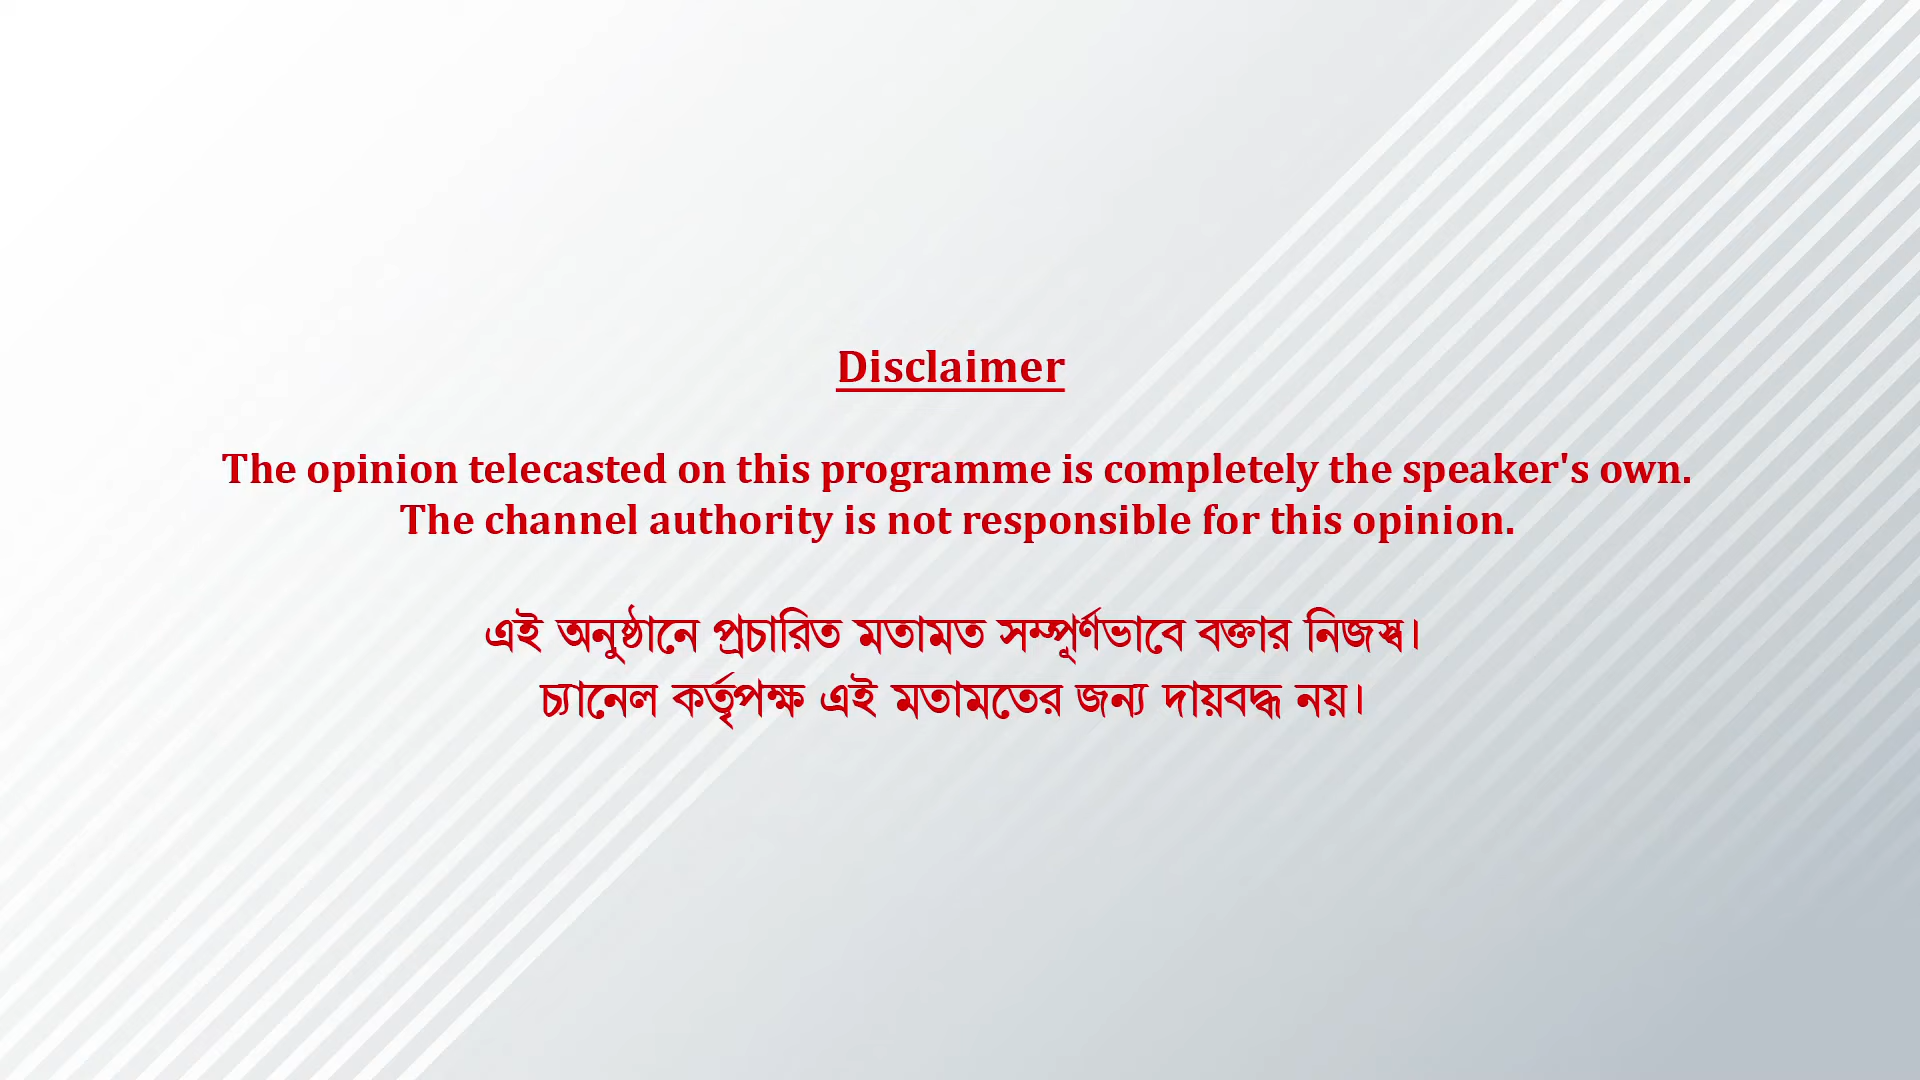 Disclaimer
The opinion telecasted on this programme is completely the speaker's own.
The channel authority is not responsible for this opinion.
এই অনুষ্ঠানে প্রচারিত মতামত সম্পূর্ণভাবে বক্তার নিজস্ব।
চ্যানেল কর্তৃপক্ষ এই মতামতের জন্য দায়বদ্ধ নয়।